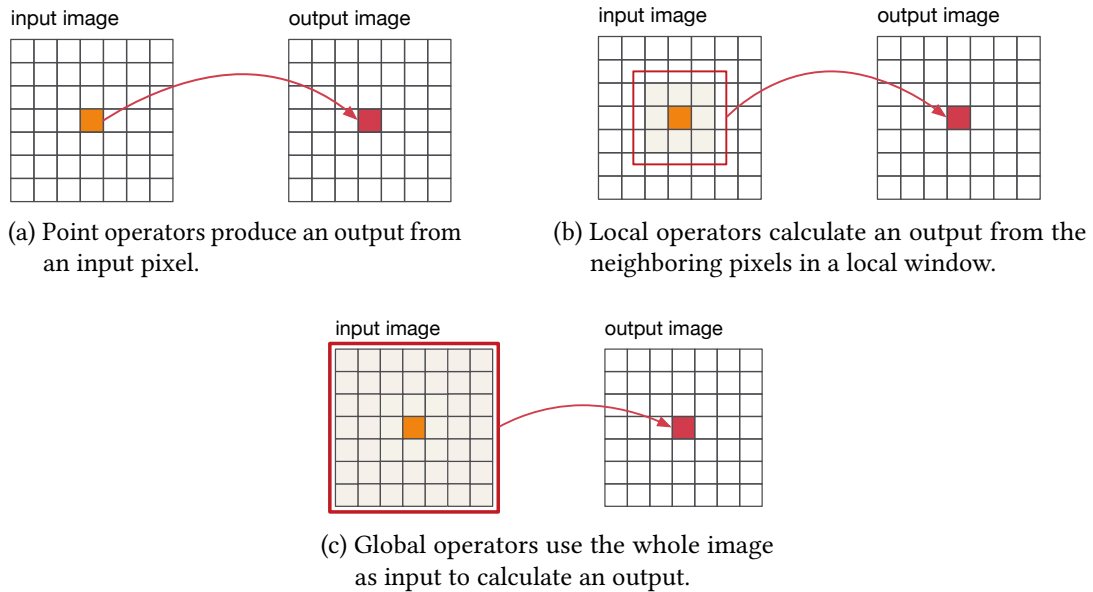 input image
output image
(a) Point operators produce an output from
an input pixel.
input image
output image
(b) Local operators calculate an output from the
neighboring pixels in a local window.
input image
output image
(c) Global operators use the whole image
as input to calculate an output.